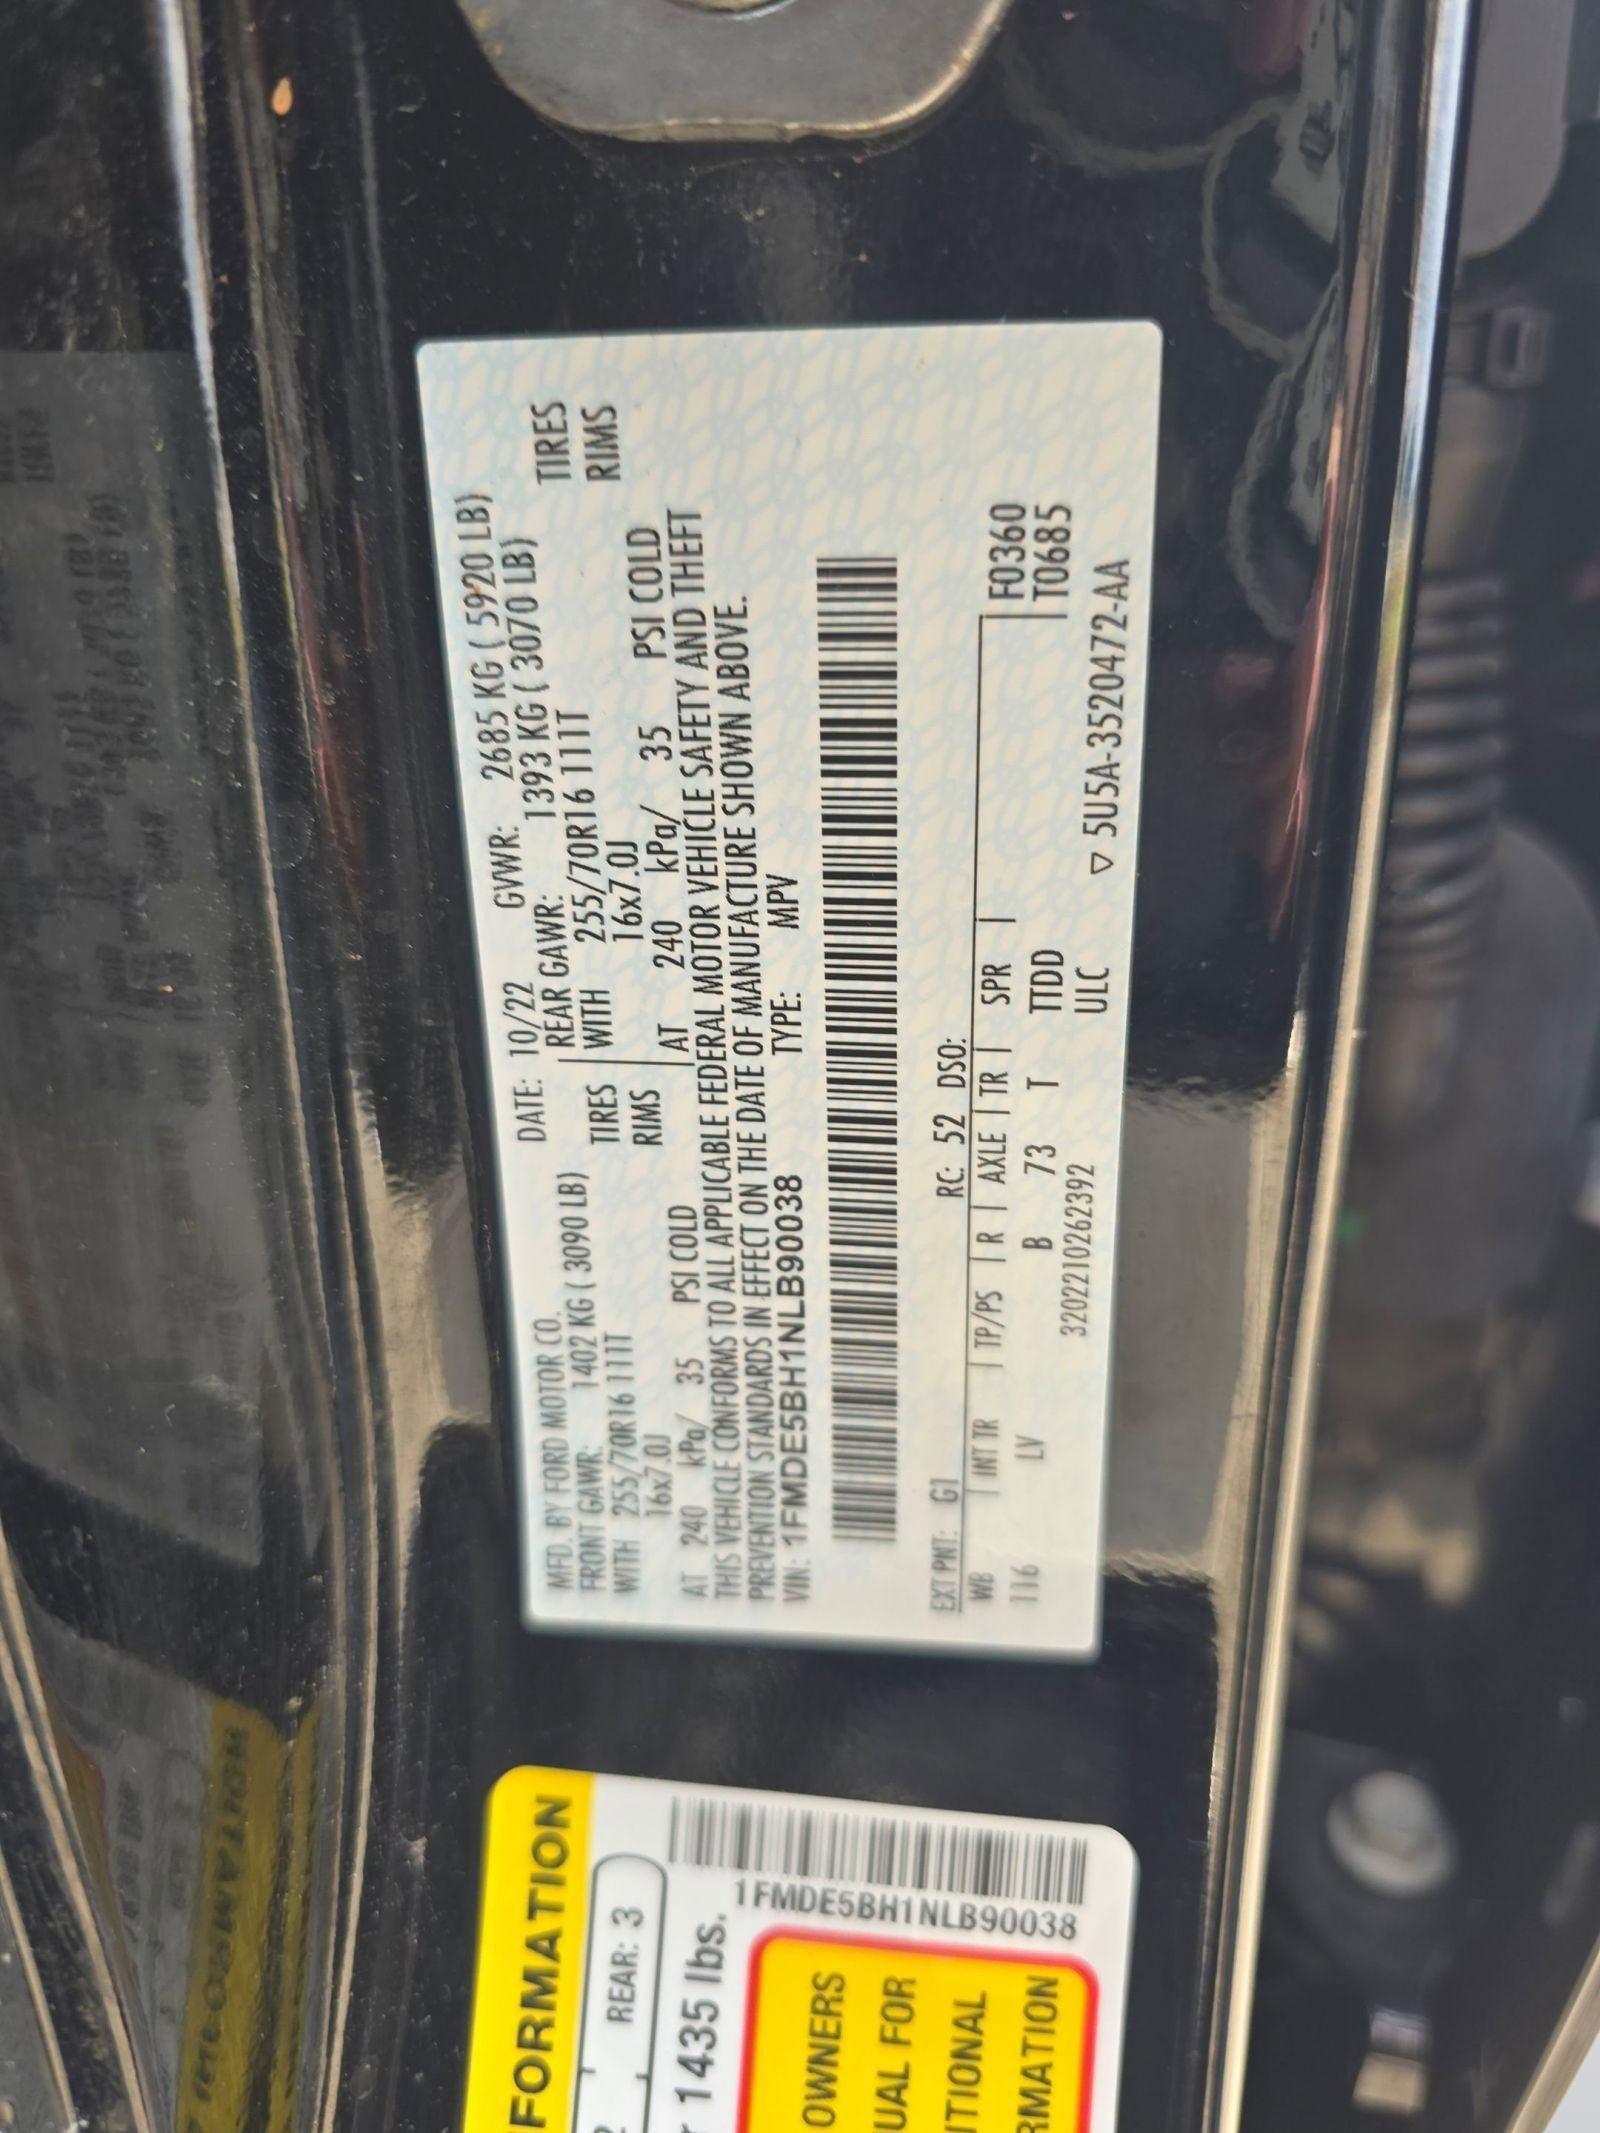 MFD. BY FORD MOTOR CO. DATE: 10/22 GVWR: 2685 KG ( 5920 LB)
FRONT GAWR: 1402 KG ( 3090 LB) REAR GAWR: 1393 KG ( 3070 LB)
WITH 255/70R16 111T TIRES WITH 255/70R16 111T TIRES
16x7.0J RIMS 16x7.0J RIMS
AT 240 kPa/ 35 PSI COLD AT 240 kPa/ 35 PSI COLD
THIS VEHICLE CONFORMS TO ALL APPLICABLE FEDERAL MOTOR VEHICLE SAFETY AND THEFT
PREVENTION STANDARDS IN EFFECT ON THE DATE OF MANUFACTURE SHOWN ABOVE.
VIN: 1FMDE5BH1NLB90038 TYPE: MPV
EXT PNT: G1 RC: 52 DSO:
WB INT TR TP/PS R AXLE TR SPR F0360
116 LV B 73 T TTDD T0685
320221026239​2 ULC ▽ 5U5A-3520472-AA
FORMATION
REAR: 3
1435 lbs.
1FMDE5BH1NLB90038
OWNERS
UAL FOR
ITIONAL
RMATION